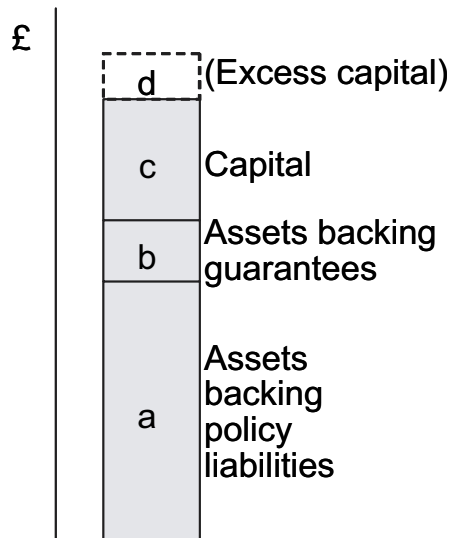 £
d
(Excess capital)
c
Capital
b
Assets backing
guarantees
a
Assets
backing
policy
liabilities